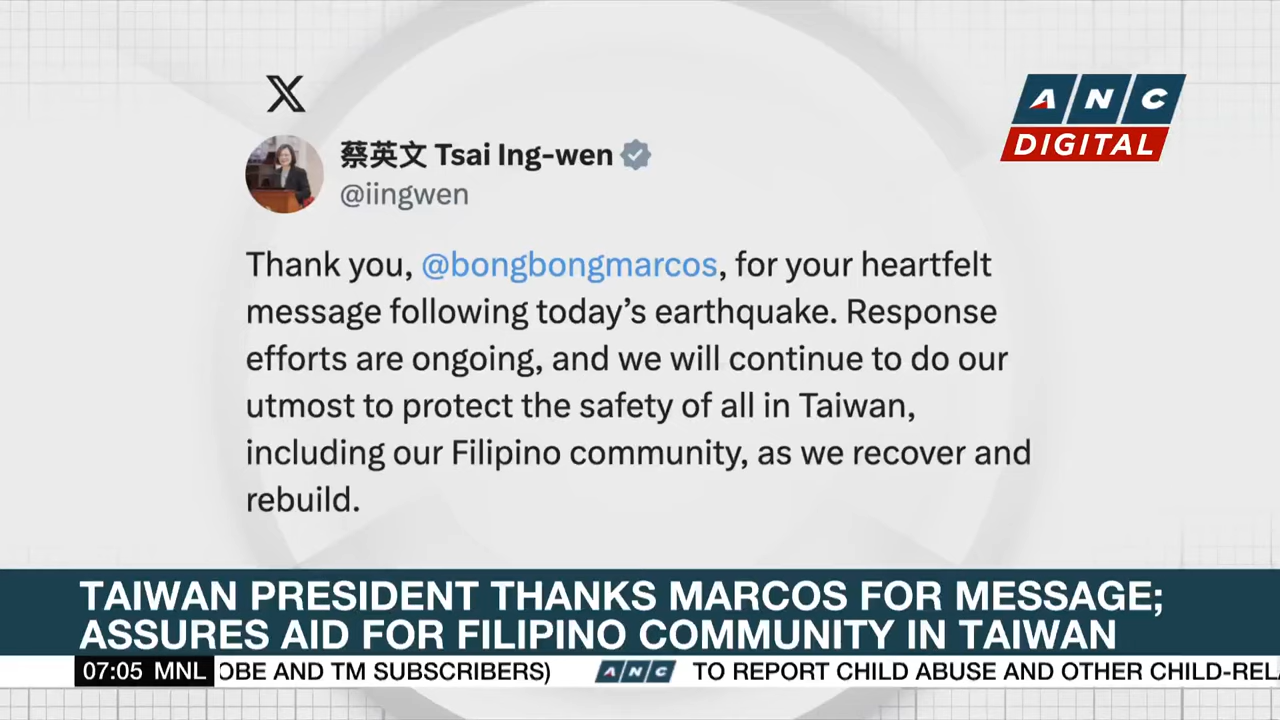 X
ANC
DIGITAL
蔡英文 Tsai Ing-wen
@iingwen
Thank you, @bongbongmarcos, for your heartfelt
message following today’s earthquake. Response
efforts are ongoing, and we will continue to do our
utmost to protect the safety of all in Taiwan,
including our Filipino community, as we recover and
rebuild.
TAIWAN PRESIDENT THANKS MARCOS FOR MESSAGE;
ASSURES AID FOR FILIPINO COMMUNITY IN TAIWAN
07:05 MNL OBE AND TM SUBSCRIBERS) ANC TO REPORT CHILD ABUSE AND OTHER CHILD-RELA